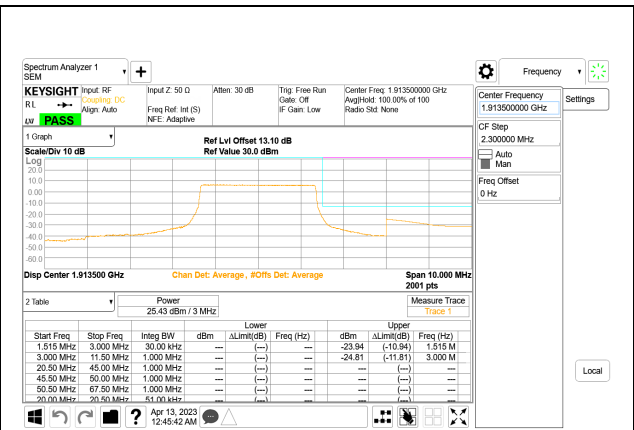 Spectrum Analyzer 1
SEM
Frequency
KEYSIGHT
RL
LXI
PASS
Input: RF
Coupling: DC
Align: Auto
Input Z: 50 Ω
Freq Ref: Int (S)
NFE: Adaptive
Atten: 30 dB
Trig: Free Run
Gate: Off
IF Gain: Low
Center Freq: 1.913500000 GHz
Avg|Hold: 100.00% of 100
Radio Std: None
Center Frequency
1.913500000 GHz
Settings
CF Step
2.300000 MHz
Auto
Man
Freq Offset
0 Hz
Local
1 Graph
Scale/Div 10 dB
Ref Lvl Offset 13.10 dB
Ref Value 30.0 dBm
Log
20.0
10.0
0.00
-10.0
-20.0
-30.0
-40.0
-50.0
-60.0
Disp Center 1.913500 GHz
Chan Det: Average , #Offs Det: Average
Span 10.000 MHz
2001 pts
2 Table
Power
25.43 dBm / 3 MHz
Measure Trace
Trace 1
Lower Upper
Start Freq Stop Freq Integ BW dBm ΔLimit(dB) Freq (Hz) dBm ΔLimit(dB) Freq (Hz)
1.515 MHz 3.000 MHz 30.00 kHz --- (---) --- -23.94 (-10.94) 1.515 M
3.000 MHz 11.50 MHz 1.000 MHz --- (---) --- -24.81 (-11.81) 3.000 M
20.50 MHz 45.00 MHz 1.000 MHz --- (---) --- --- (---) ---
45.50 MHz 50.00 MHz 1.000 MHz --- (---) --- --- (---) ---
50.50 MHz 67.50 MHz 1.000 MHz --- (---) --- --- (---) ---
20.00 MHz 20.50 MHz 51.00 kHz --- (---) --- --- (---) ---
Apr 13, 2023
12:45:42 AM